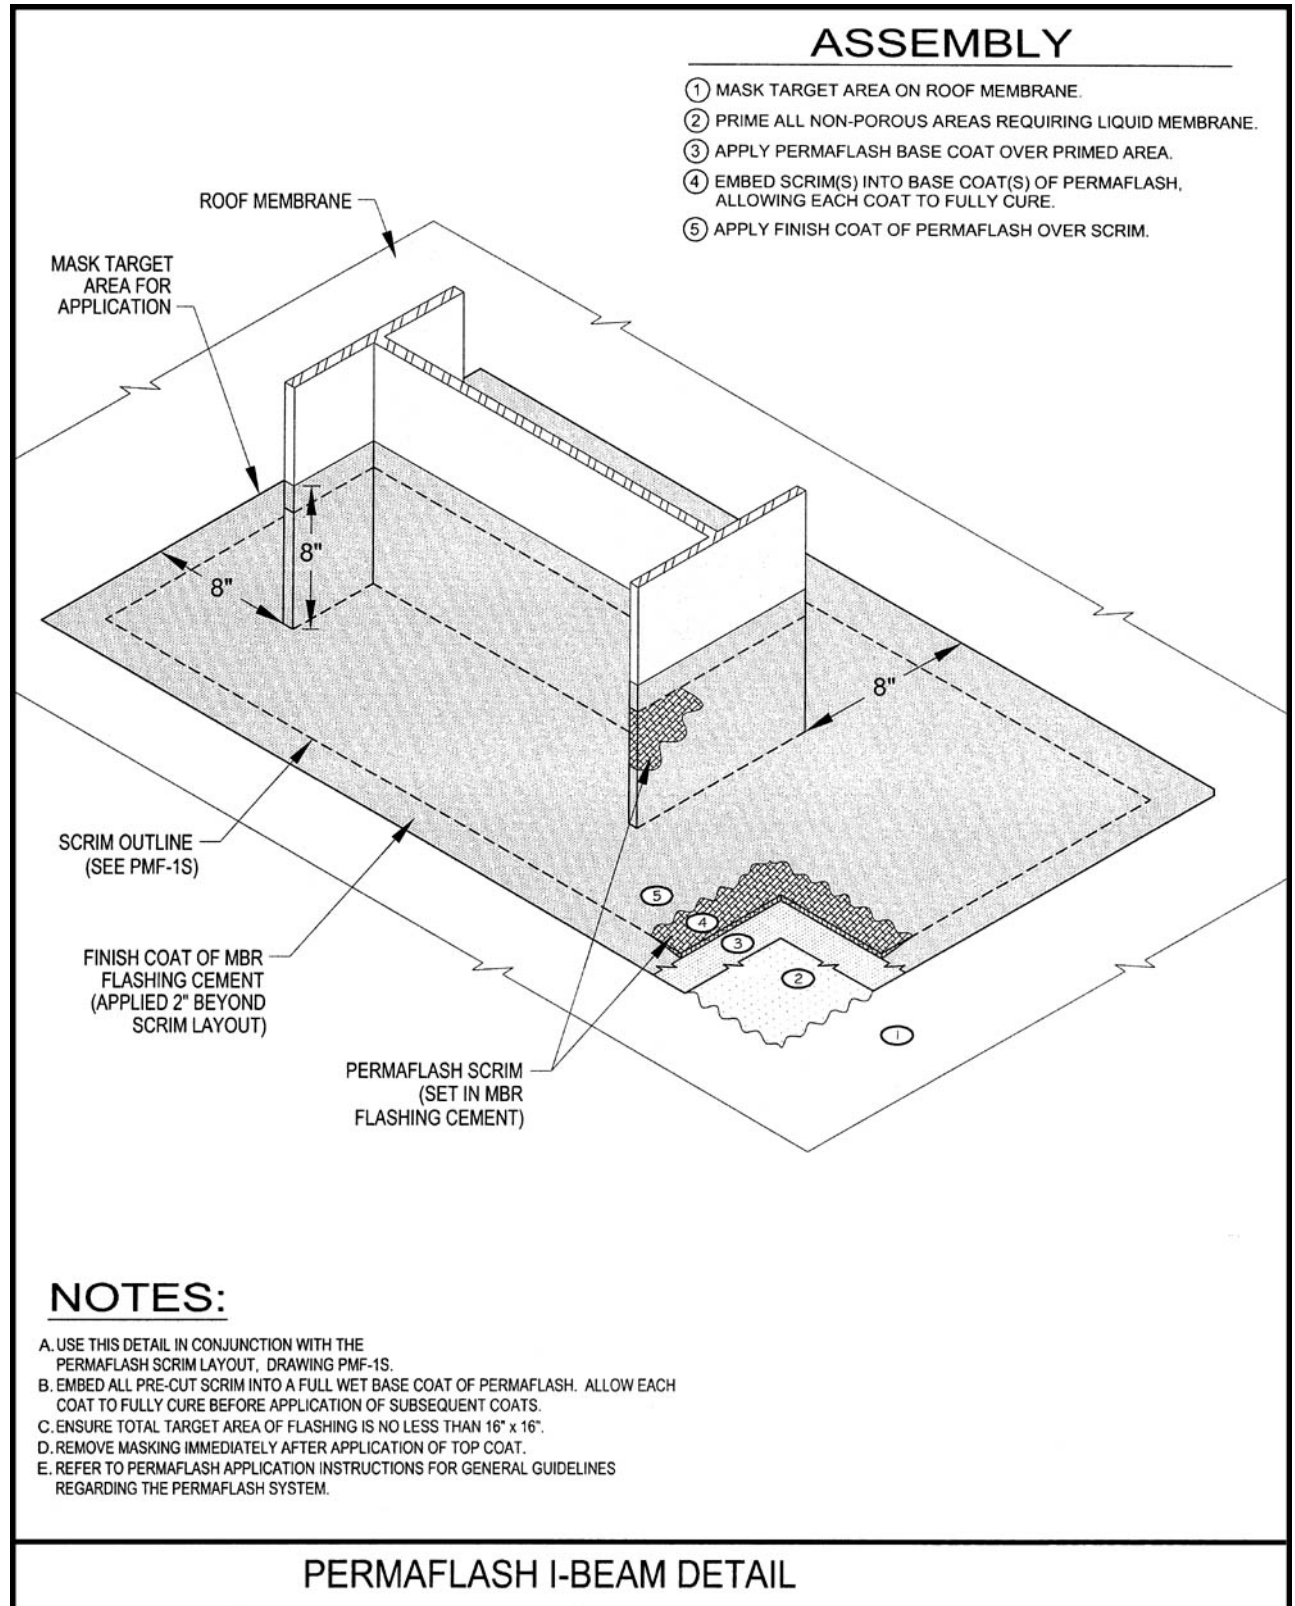 ASSEMBLY
1 MASK TARGET AREA ON ROOF MEMBRANE.
2 PRIME ALL NON-POROUS AREAS REQUIRING LIQUID MEMBRANE.
3 APPLY PERMAFLASH BASE COAT OVER PRIMED AREA.
4 EMBED SCRIM(S) INTO BASE COAT(S) OF PERMAFLASH,
ALLOWING EACH COAT TO FULLY CURE.
5 APPLY FINISH COAT OF PERMAFLASH OVER SCRIM.
ROOF MEMBRANE
MASK TARGET
AREA FOR
APPLICATION
8"
8"
8"
SCRIM OUTLINE
(SEE PMF-1S)
5
4
3
2
1
FINISH COAT OF MBR
FLASHING CEMENT
(APPLIED 2" BEYOND
SCRIM LAYOUT)
PERMAFLASH SCRIM
(SET IN MBR
FLASHING CEMENT)
NOTES:
A. USE THIS DETAIL IN CONJUNCTION WITH THE
PERMAFLASH SCRIM LAYOUT, DRAWING PMF-1S.
B. EMBED ALL PRE-CUT SCRIM INTO A FULL WET BASE COAT OF PERMAFLASH. ALLOW EACH
COAT TO FULLY CURE BEFORE APPLICATION OF SUBSEQUENT COATS.
C. ENSURE TOTAL TARGET AREA OF FLASHING IS NO LESS THAN 16" x 16".
D. REMOVE MASKING IMMEDIATELY AFTER APPLICATION OF TOP COAT.
E. REFER TO PERMAFLASH APPLICATION INSTRUCTIONS FOR GENERAL GUIDELINES
REGARDING THE PERMAFLASH SYSTEM.
PERMAFLASH I-BEAM DETAIL